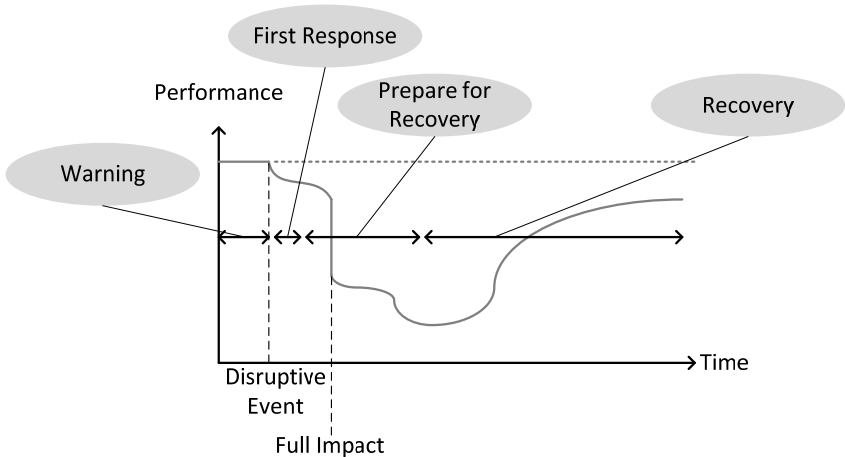 First Response
Performance
Prepare for
Recovery
Recovery
Warning
Time
Disruptive
Event
Full Impact